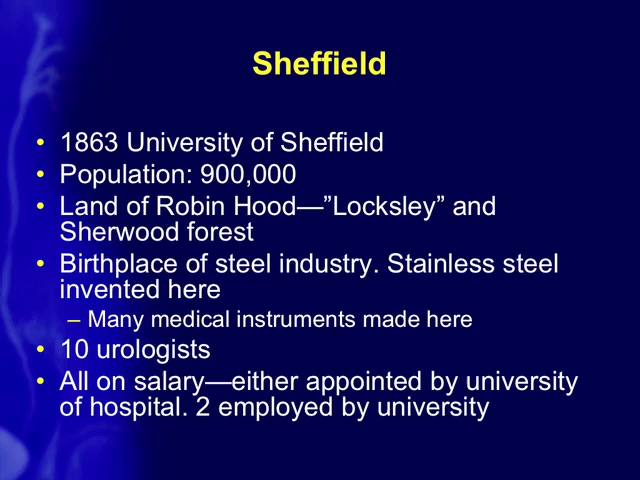 Sheffield
• 1863 University of Sheffield
• Population: 900,000
• Land of Robin Hood—”Locksley” and
Sherwood forest
• Birthplace of steel industry. Stainless steel
invented here
– Many medical instruments made here
• 10 urologists
• All on salary—either appointed by university
of hospital. 2 employed by university